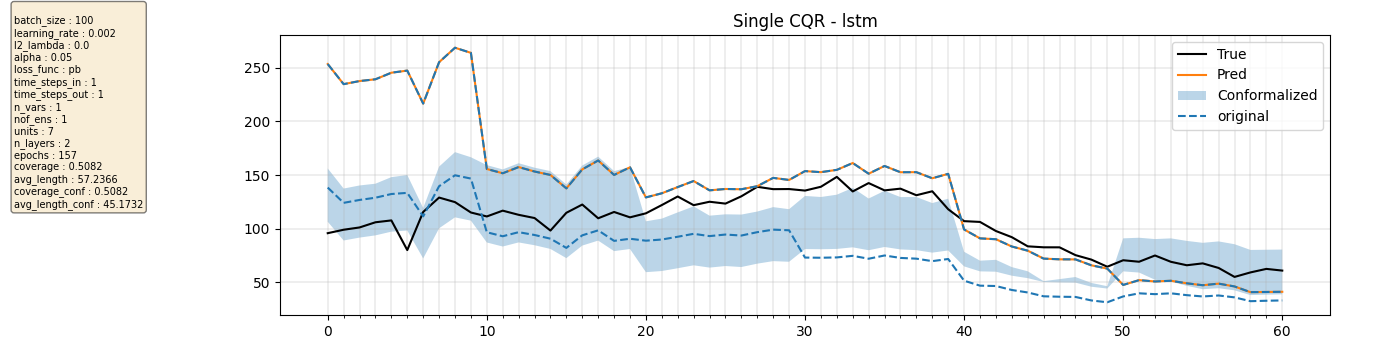 Single CQR - lstm
batch_size : 100
learning_rate : 0.002
l2_lambda : 0.0
alpha : 0.05
loss_func : pb
time_steps_in : 1
time_steps_out : 1
n_vars : 1
nof_ens : 1
units : 7
n_layers : 2
epochs : 157
coverage : 0.5082
avg_length : 57.2366
coverage_conf : 0.5082
avg_length_conf : 45.1732
250
200
150
100
50
0 10 20 30 40 50 60
True
Pred
Conformalized
original